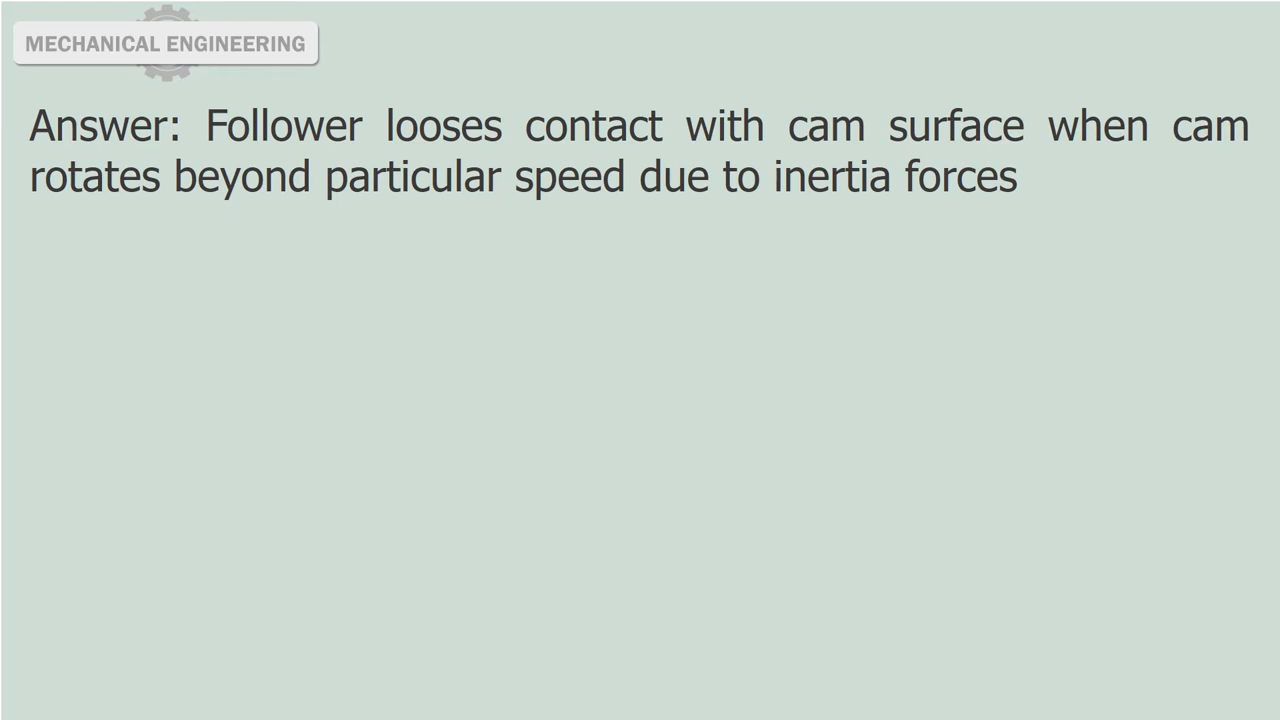 MECHANICAL ENGINEERING
Answer: Follower looses contact with cam surface when cam
rotates beyond particular speed due to inertia forces